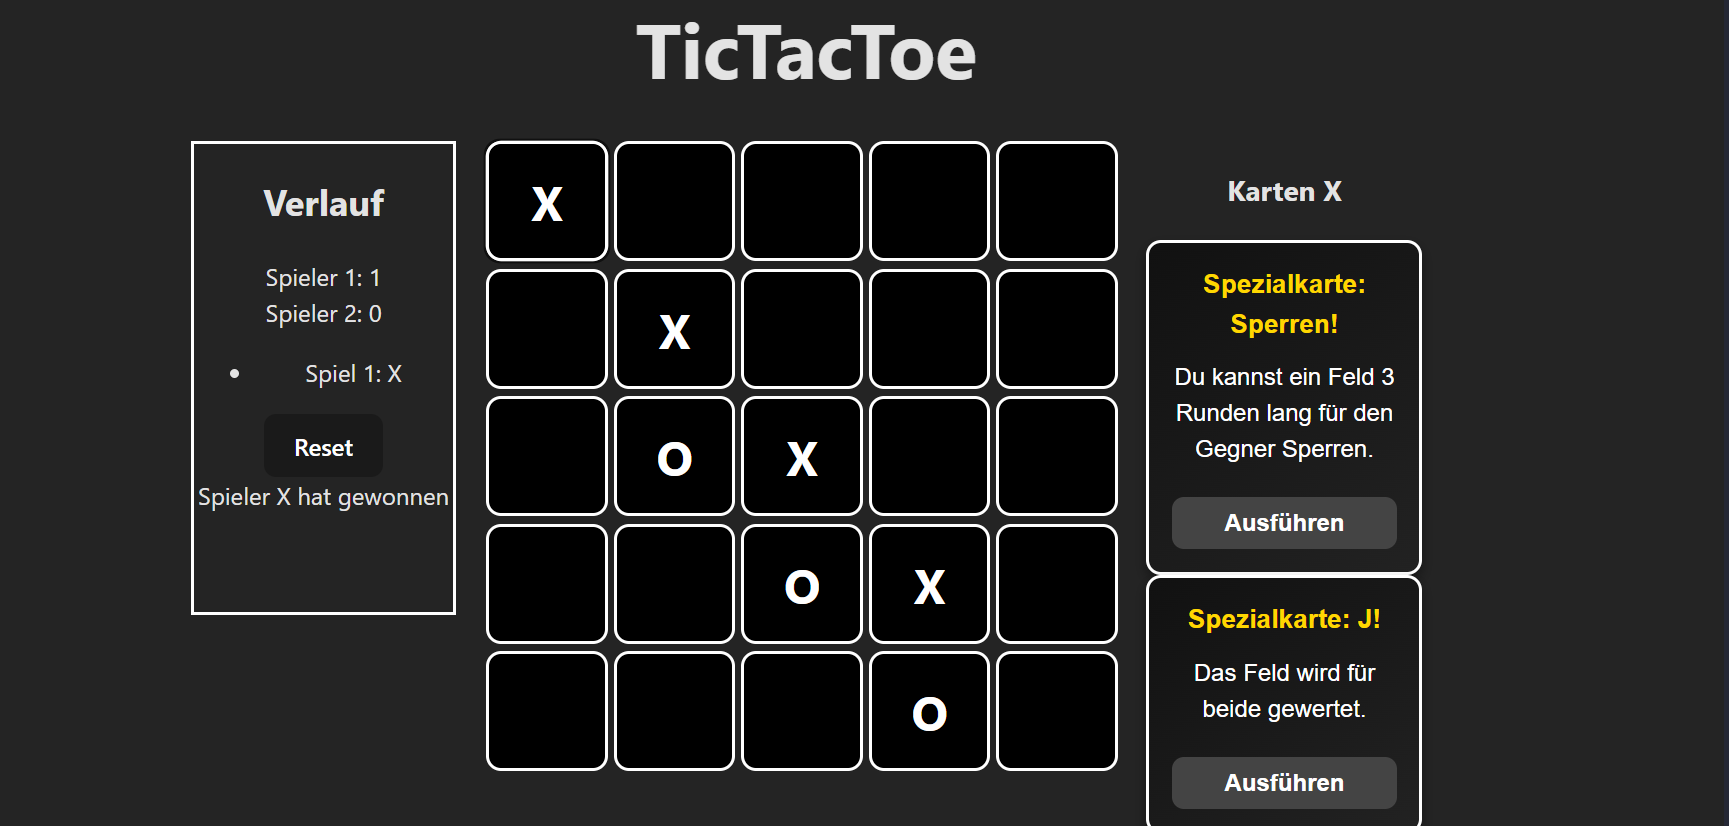 TicTacToe
Verlauf
Spieler 1: 1
Spieler 2: 0
Spiel 1: X
Reset
Spieler X hat gewonnen
X
X
O X
O X
O
Karten X
Spezialkarte:
Sperren!
Du kannst ein Feld 3
Runden lang für den
Gegner Sperren.
Ausführen
Spezialkarte: J!
Das Feld wird für
beide gewertet.
Ausführen